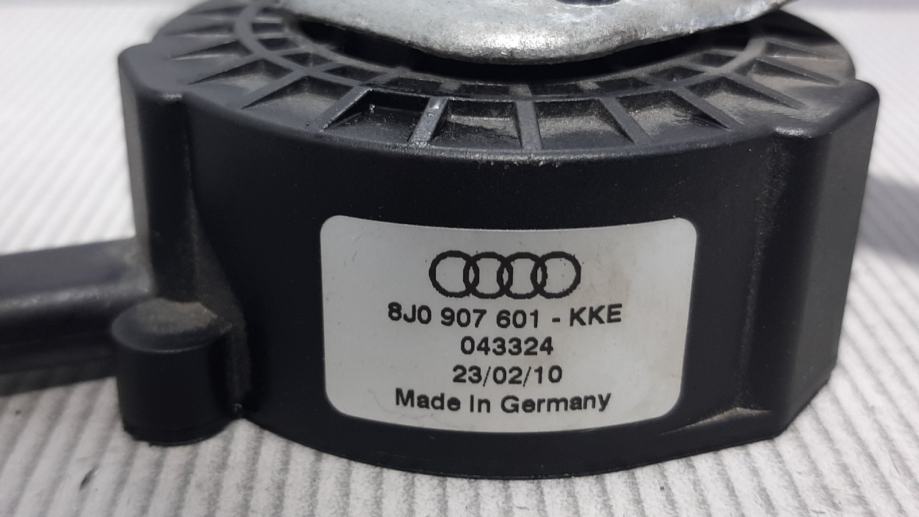 8J0 907 601 - KKE
043324
23/02/10
Made in Germany